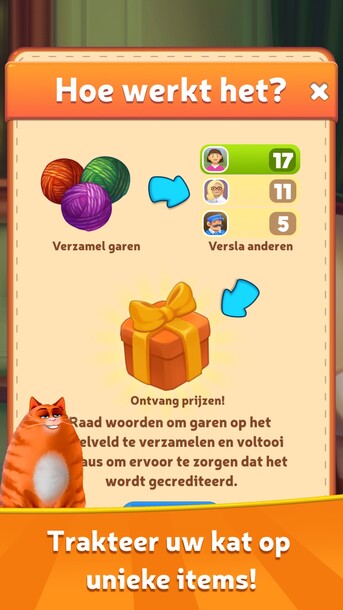 Hoe werkt het?
17
11
5
Verzamel garen
Versla anderen
Ontvang prijzen!
Raad woorden om garen op het
elveld te verzamelen en voltooi
aus om ervoor te zorgen dat het
wordt gecrediteerd.
Trakteer uw kat op
unieke items!